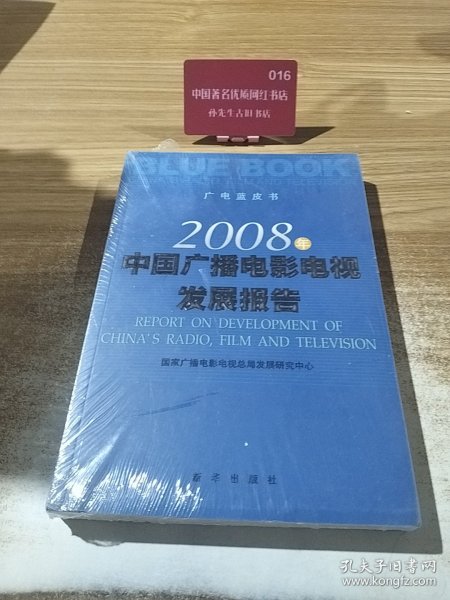 016
中国著名优质网红书店
孙先生古旧书店
BLUE BOOK
广电蓝皮书
2008年
中国广播电影电视
发展报告
REPORT ON DEVELOPMENT OF
CHINA'S RADIO, FILM AND TELEVISION
国家广播电影电视总局发展研究中心
新华出版社
孔夫子旧书网
www.kongfz.com